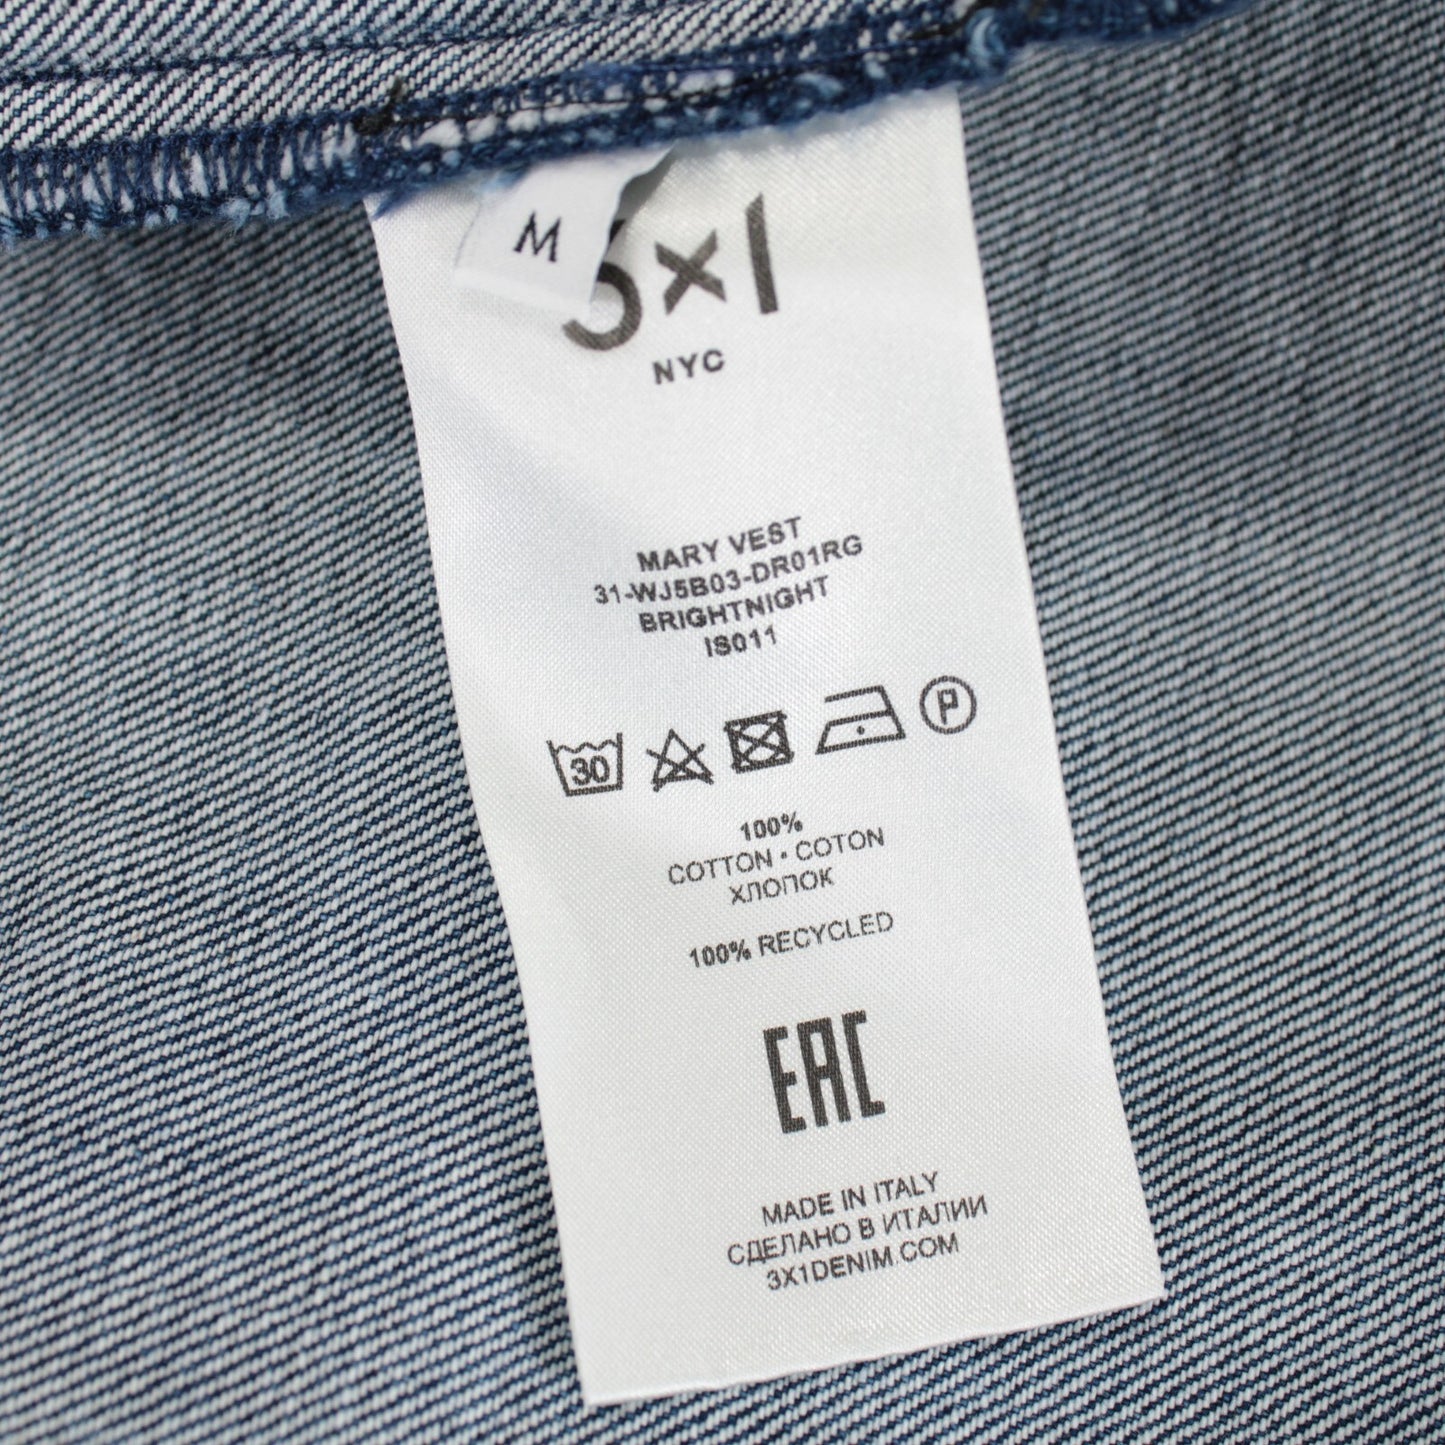 M
3×1
NYC
MARY VEST
31-WJ5B03-DR01RG
BRIGHTNIGHT
IS011
30
P
100%
COTTON • COTON
ХЛОПОК
100% RECYCLED
EAC
MADE IN ITALY
СДЕЛАНО В ИТАЛИИ
3X1DENIM.COM